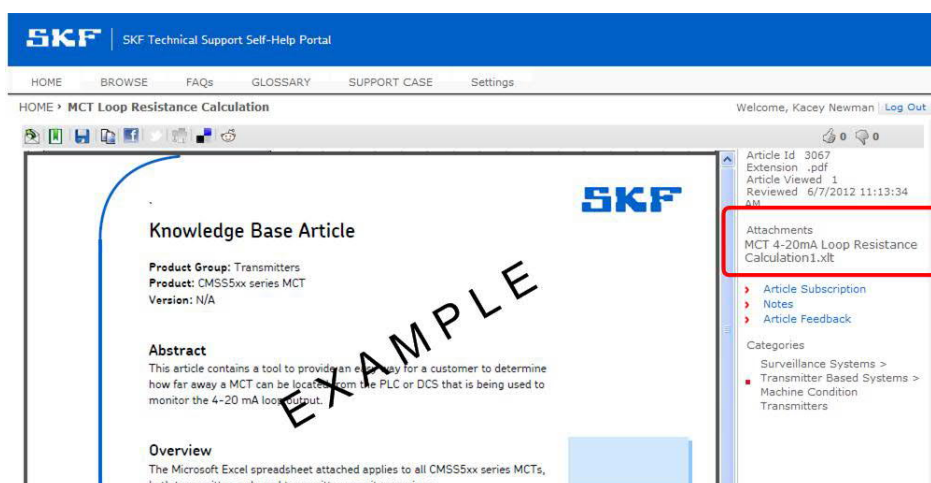 SKF | SKF Technical Support Self-Help Portal
HOME BROWSE FAQs GLOSSARY SUPPORT CASE Settings
HOME › MCT Loop Resistance Calculation
Welcome, Kacey Newman | Log Out
0 0
SKF
Knowledge Base Article
Product Group: Transmitters
Product: CMSS5xx series MCT
Version: N/A
Abstract
This article contains a tool to provide an easy way for a customer to determine
how far away a MCT can be located from the PLC or DCS that is being used to
monitor the 4-20 mA loop output.
EXAMPLE
Overview
The Microsoft Excel spreadsheet attached applies to all CMSS5xx series MCTs,
Article Id 3067
Extension .pdf
Article Viewed 1
Reviewed 6/7/2012 11:13:34
AM
Attachments
MCT 4-20mA Loop Resistance
Calculation1.xlt
Article Subscription
Notes
Article Feedback
Categories
Surveillance Systems >
Transmitter Based Systems >
Machine Condition
Transmitters